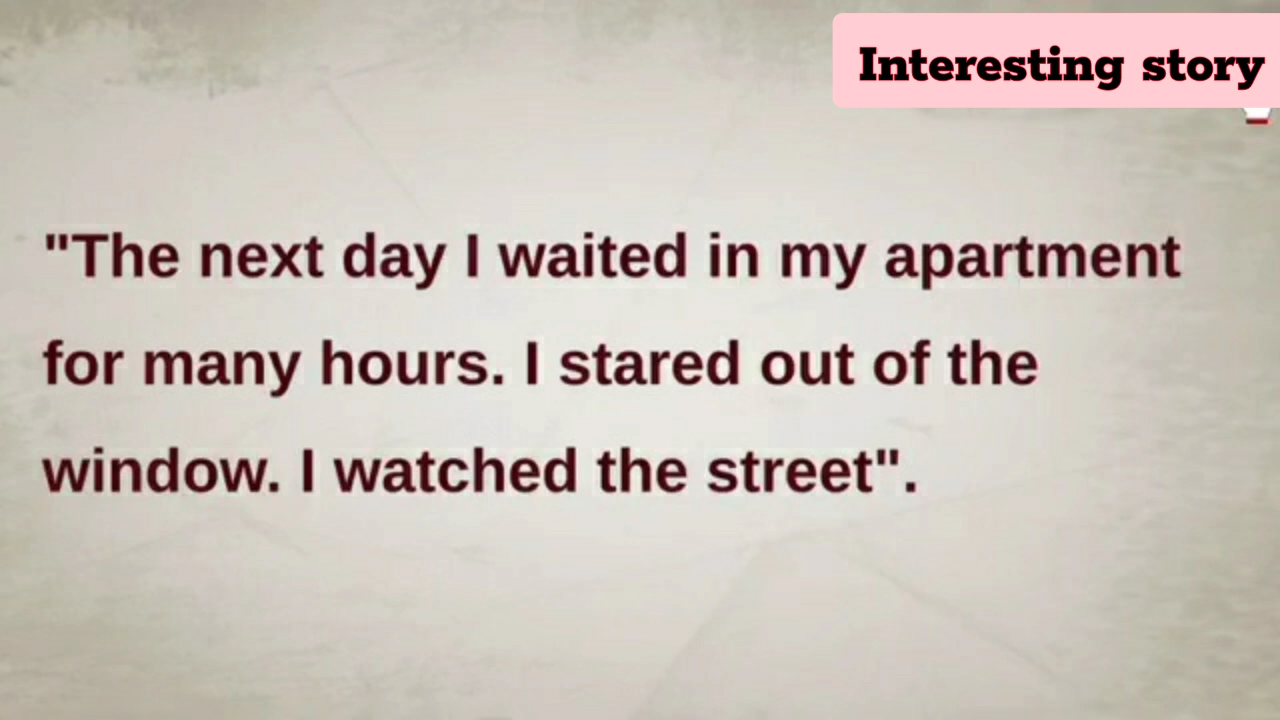 Interesting story
"The next day I waited in my apartment
for many hours. I stared out of the
window. I watched the street".